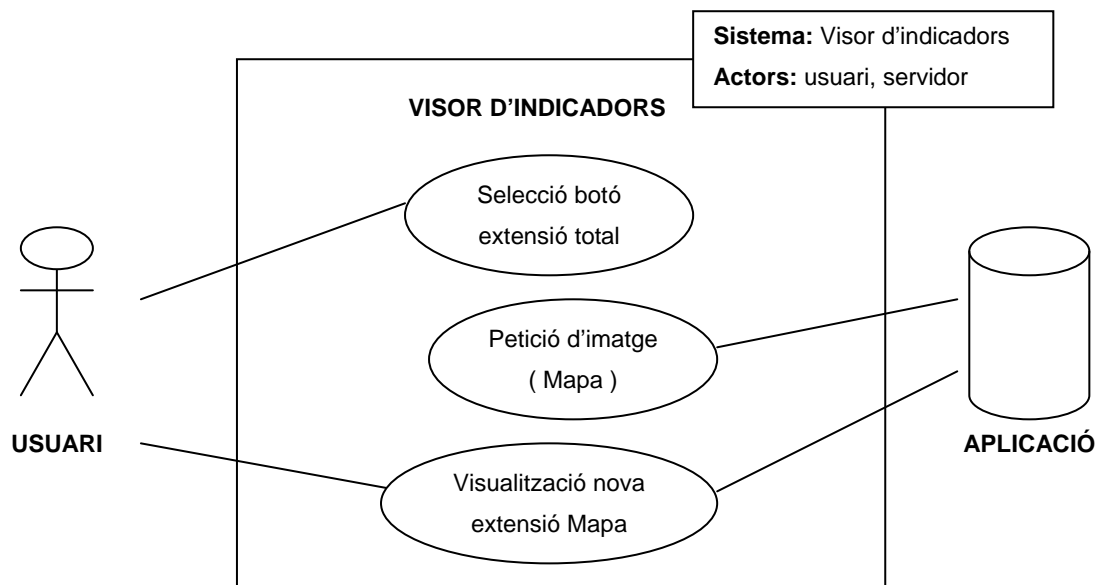 Sistema: Visor d’indicadors
Actors: usuari, servidor
VISOR D’INDICADORS
Selecció botó
extensió total
Petició d’imatge
( Mapa )
USUARI
APLICACIÓ
Visualització nova
extensió Mapa